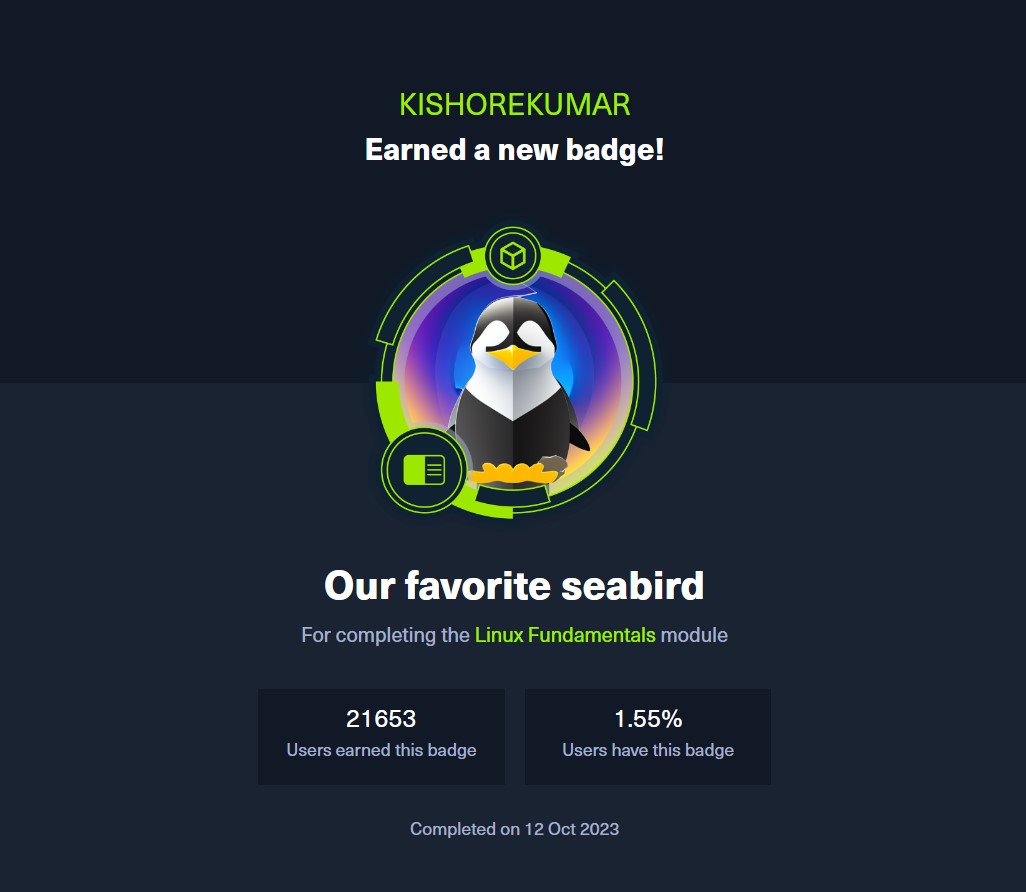 KISHOREKUMAR
Earned a new badge!
Our favorite seabird
For completing the Linux Fundamentals module
21653
Users earned this badge
1.55%
Users have this badge
Completed on 12 Oct 2023